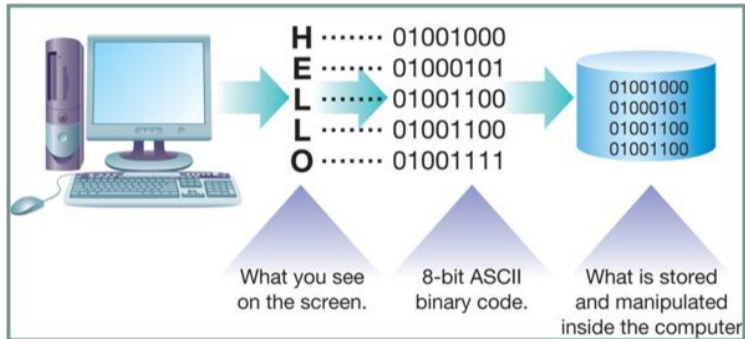 H ······· 01001000
E ······· 01000101
L ······· 01001100
L ······· 01001100
O ······· 01001111
01001000
01000101
01001100
01001100
What you see
on the screen.
8-bit ASCII
binary code.
What is stored
and manipulated
inside the computer